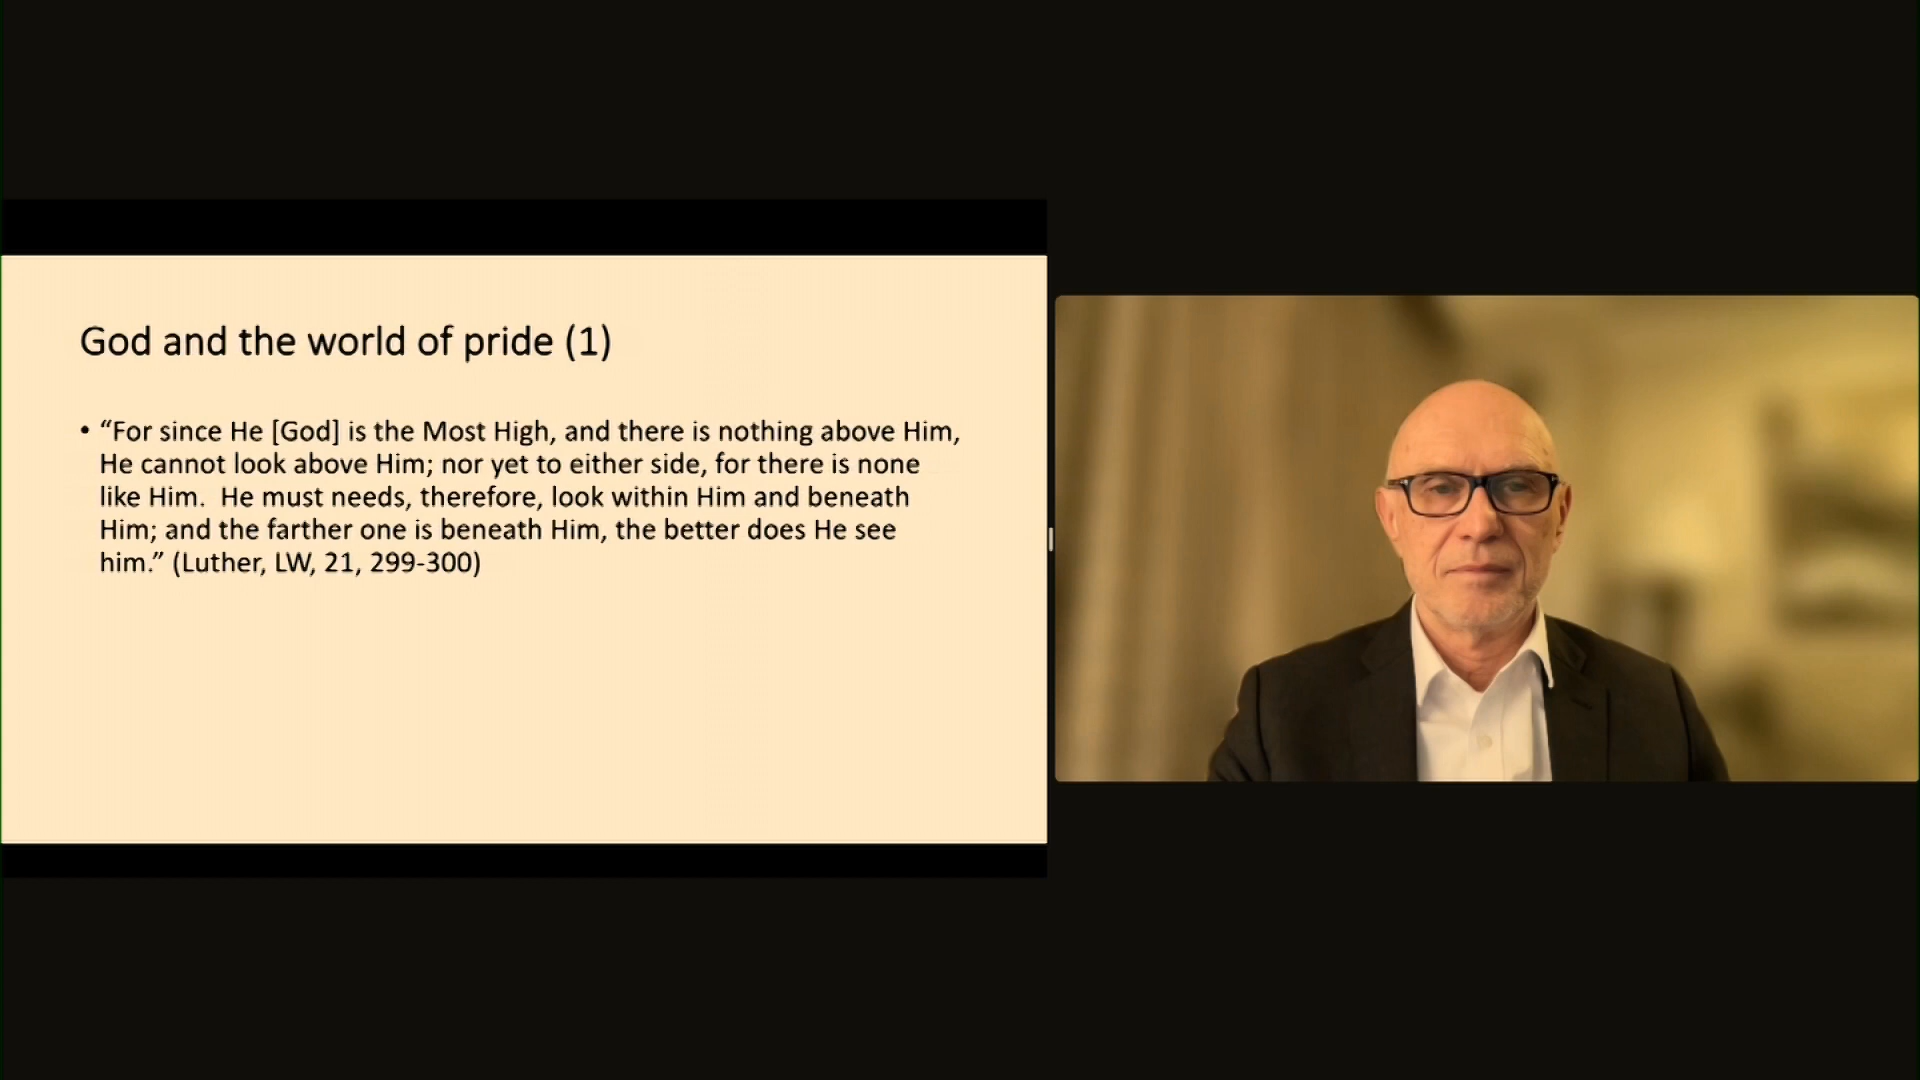 God and the world of pride (1)
• “For since He [God] is the Most High, and there is nothing above Him,
He cannot look above Him; nor yet to either side, for there is none
like Him.  He must needs, therefore, look within Him and beneath
Him; and the farther one is beneath Him, the better does He see
him.” (Luther, LW, 21, 299-300)